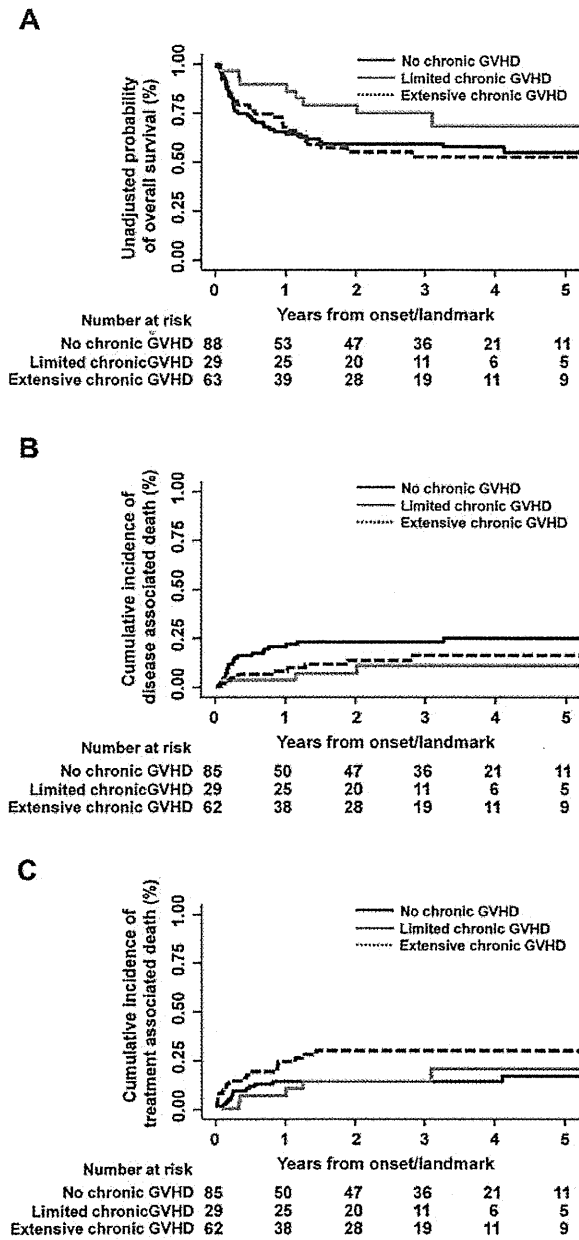 A
Unadjusted probability
of overall survival (%)
1.00
0.75
0.50
0.25
0.00
No chronic GVHD
Limited chronic GVHD
Extensive chronic GVHD
0 1 2 3 4 5
Years from onset/landmark
Number at risk
No chronic GVHD 88 53 47 36 21 11
Limited chronicGVHD 29 25 20 11 6 5
Extensive chronic GVHD 63 39 28 19 11 9
B
Cumulative incidence of
disease associated death (%)
1.00
0.75
0.50
0.25
0.00
No chronic GVHD
Limited chronic GVHD
Extensive chronic GVHD
0 1 2 3 4 5
Years from onset/landmark
Number at risk
No chronic GVHD 85 50 47 36 21 11
Limited chronicGVHD 29 25 20 11 6 5
Extensive chronic GVHD 62 38 28 19 11 9
C
Cumulative incidence of
treatment associated death (%)
1.00
0.75
0.50
0.25
0.00
No chronic GVHD
Limited chronic GVHD
Extensive chronic GVHD
0 1 2 3 4 5
Years from onset/landmark
Number at risk
No chronic GVHD 85 50 47 36 21 11
Limited chronicGVHD 29 25 20 11 6 5
Extensive chronic GVHD 62 38 28 19 11 9